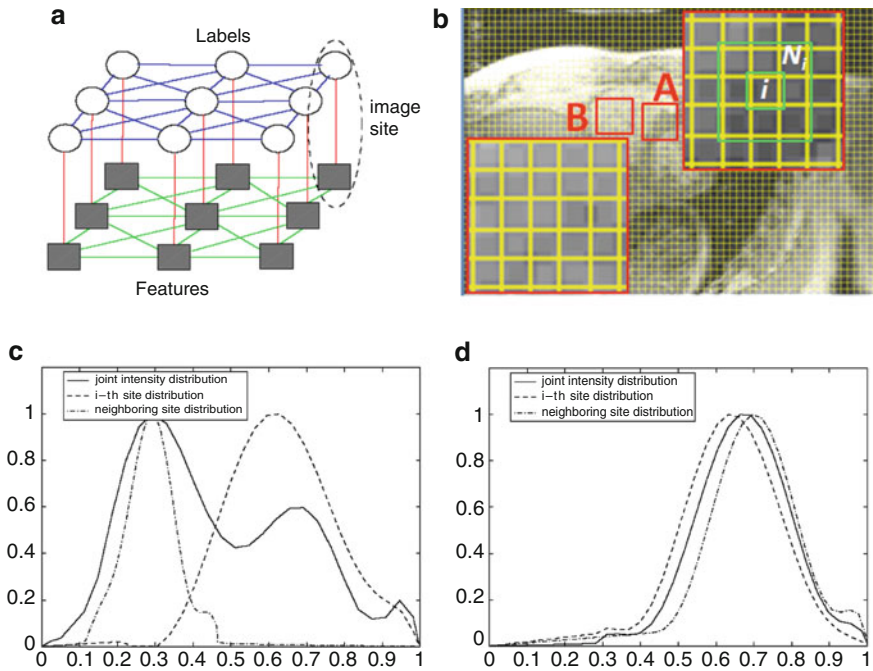 a
Labels
image
site
Features
b
A
B
N_i
i
c
joint intensity distribution
i−th site distribution
neighboring site distribution
1
0.8
0.6
0.4
0.2
0
0 0.1 0.2 0.3 0.4 0.5 0.6 0.7 0.8 0.9 1
d
joint intensity distribution
i−th site distribution
neighboring site distribution
1
0.8
0.6
0.4
0.2
0
0 0.1 0.2 0.3 0.4 0.5 0.6 0.7 0.8 0.9 1